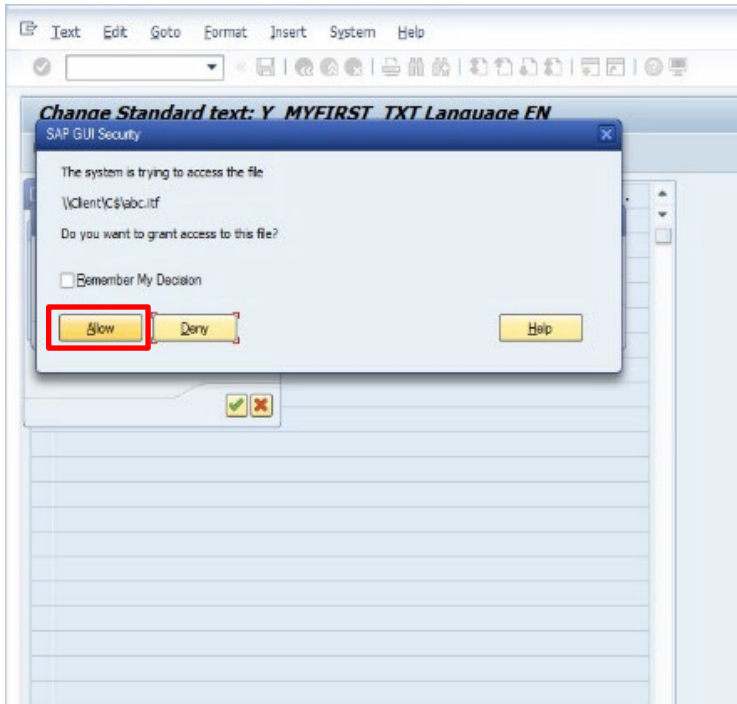 Text Edit Goto Format Insert System Help
Change Standard text: Y_MYFIRST_TXT Language EN
SAP GUI Security
The system is trying to access the file
\\Client\C$\abc.itf
Do you want to grant access to this file?
Remember My Decision
Allow Deny Help